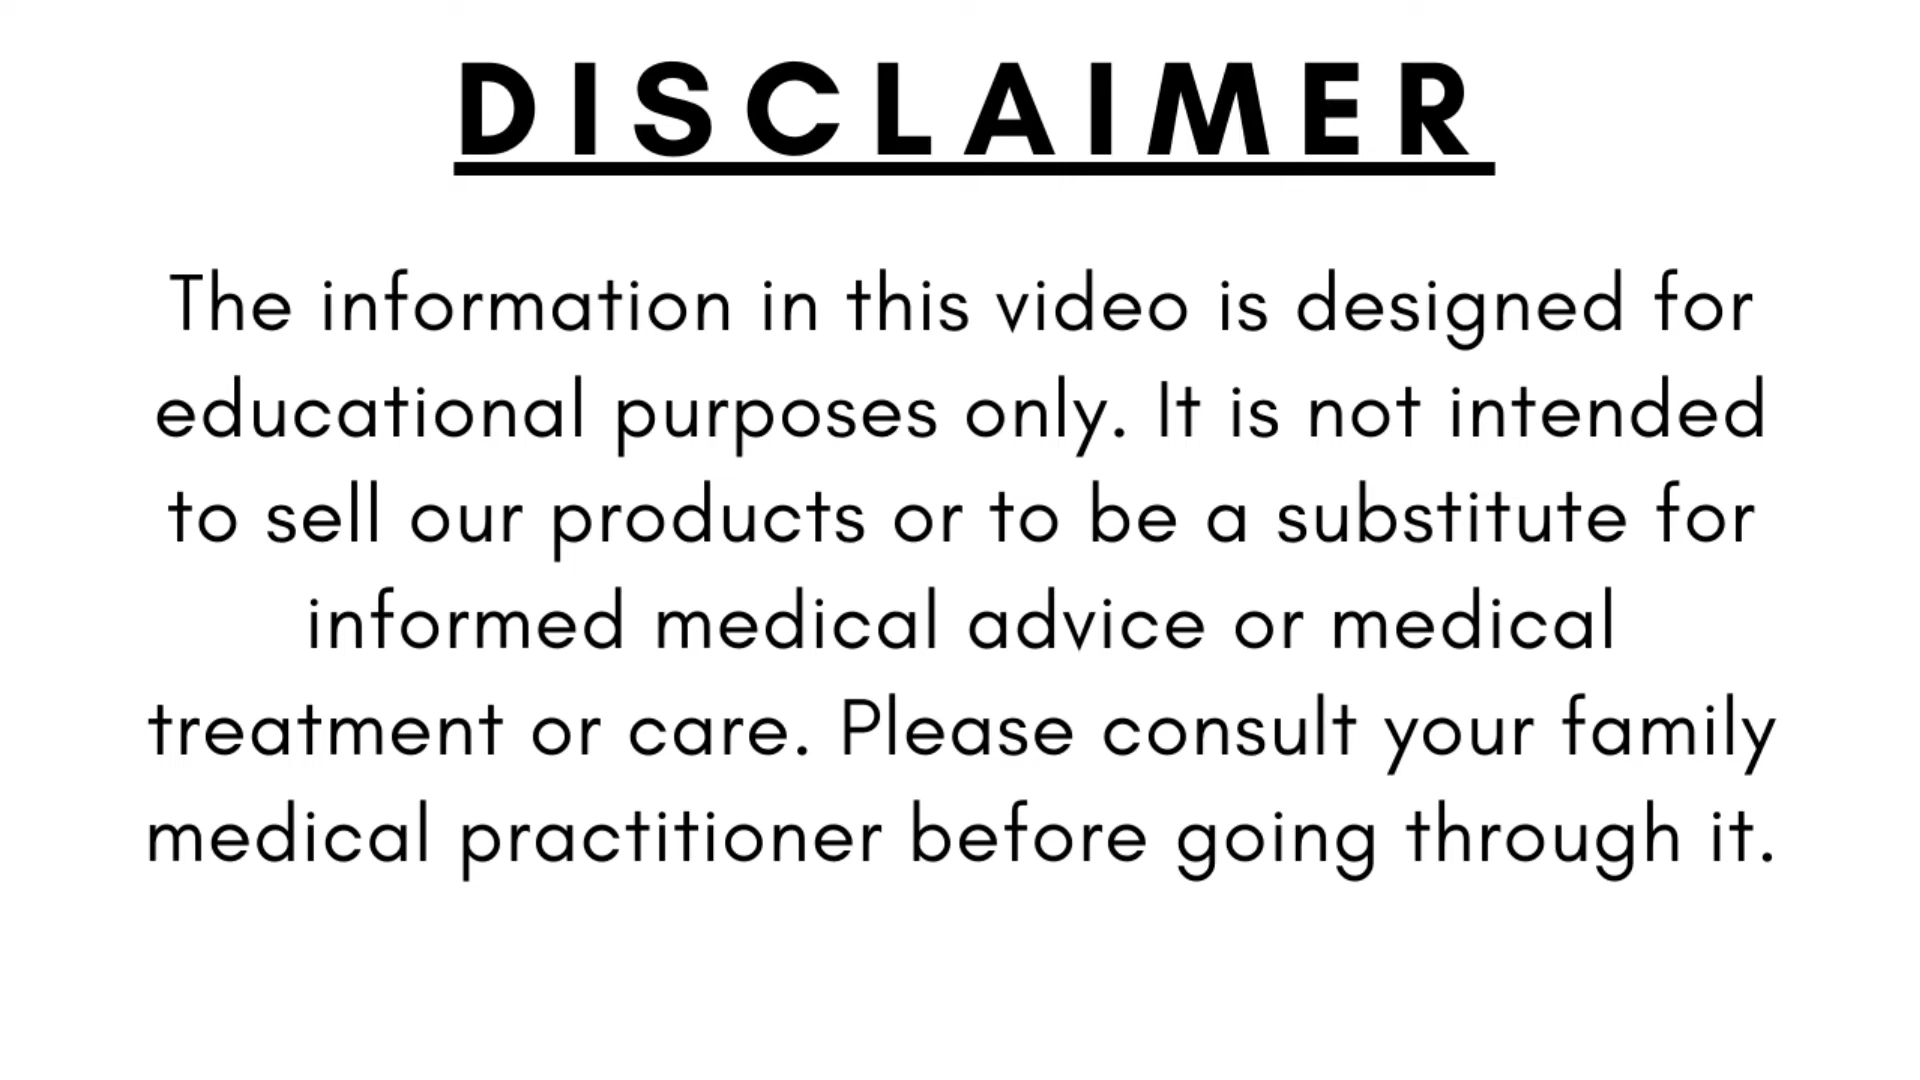 DISCLAIMER
The information in this video is designed for
educational purposes only. It is not intended
to sell our products or to be a substitute for
informed medical advice or medical
treatment or care. Please consult your family
medical practitioner before going through it.